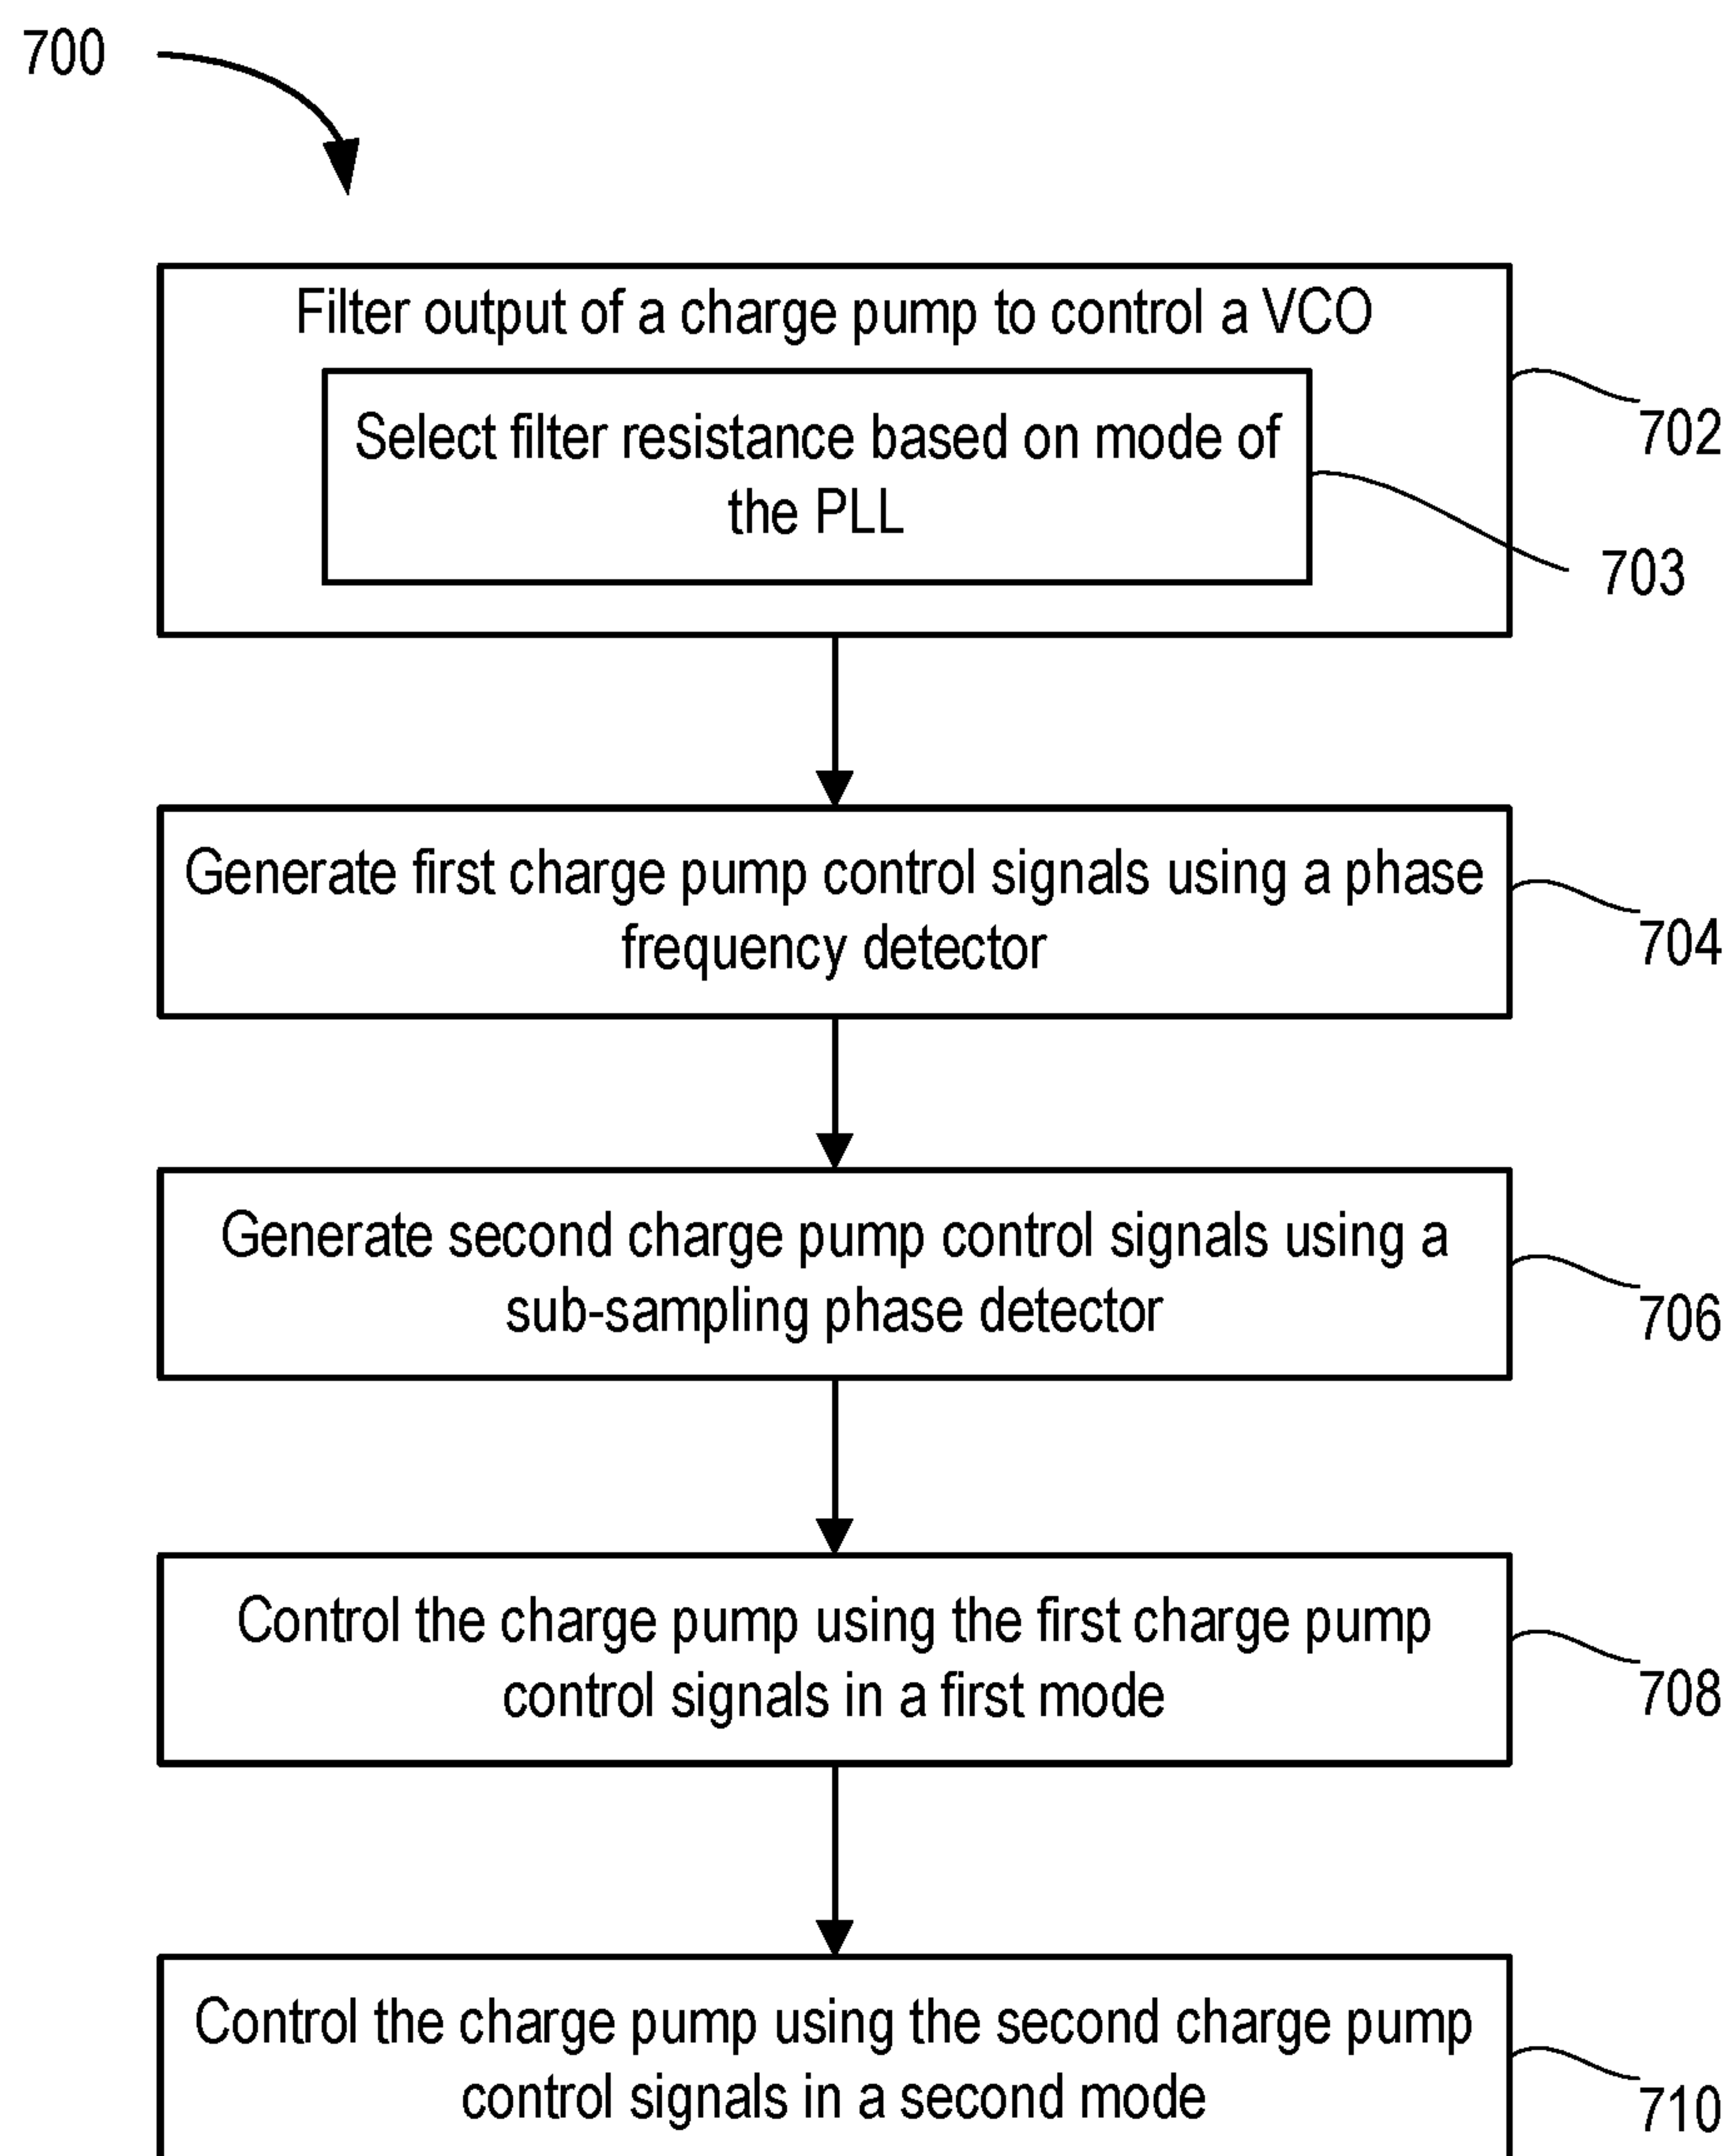 700
Filter output of a charge pump to control a VCO
Select filter resistance based on mode of
the PLL
702
703
Generate first charge pump control signals using a phase
frequency detector
704
Generate second charge pump control signals using a
sub-sampling phase detector
706
Control the charge pump using the first charge pump
control signals in a first mode
708
Control the charge pump using the second charge pump
control signals in a second mode
710